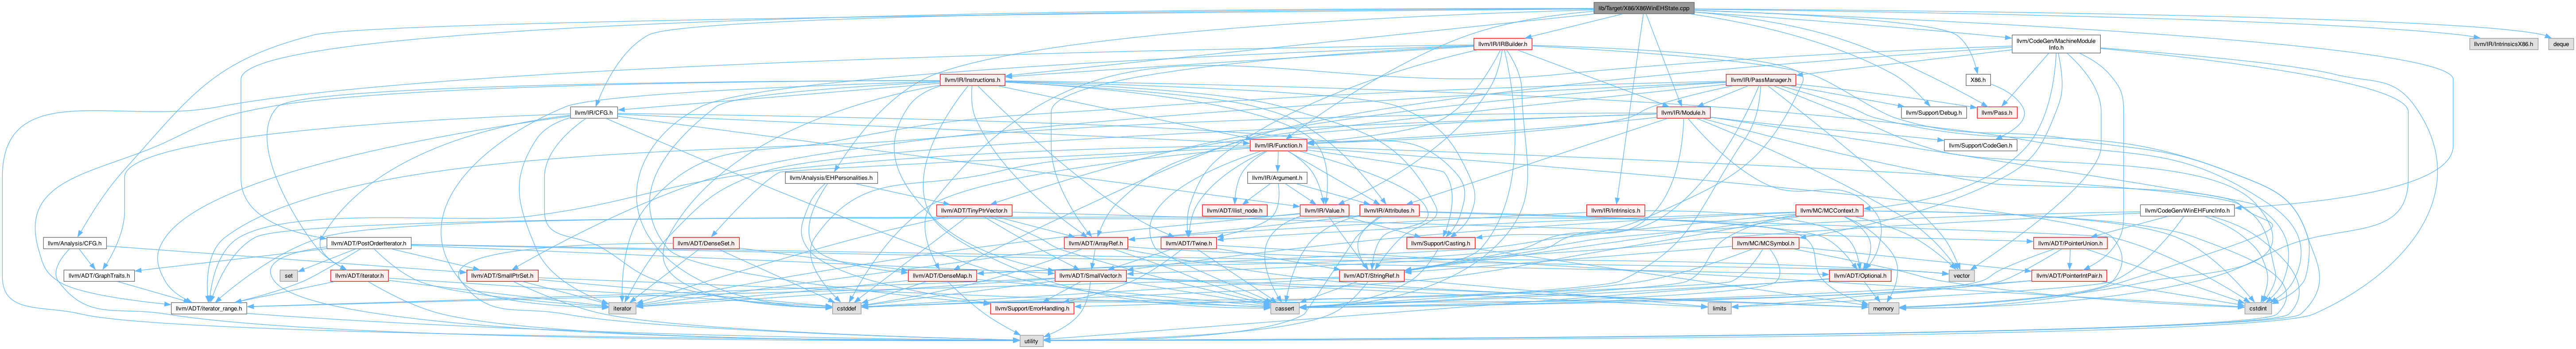 lib/Target/X86/X86WinEHState.cpp
llvm/IR/IRBuilder.h
llvm/CodeGen/MachineModule
Info.h
llvm/IR/IntrinsicsX86.h
deque
llvm/IR/Instructions.h
llvm/IR/PassManager.h
X86.h
llvm/IR/CFG.h
llvm/IR/Module.h
llvm/Support/Debug.h
llvm/Pass.h
llvm/IR/Function.h
llvm/Support/CodeGen.h
llvm/Analysis/EHPersonalities.h
llvm/IR/Argument.h
llvm/ADT/TinyPtrVector.h
llvm/ADT/ilist_node.h
llvm/IR/Value.h
llvm/IR/Attributes.h
llvm/IR/Intrinsics.h
llvm/MC/MCContext.h
llvm/CodeGen/WinEHFuncInfo.h
llvm/Analysis/CFG.h
llvm/ADT/PostOrderIterator.h
llvm/ADT/DenseSet.h
llvm/ADT/ArrayRef.h
llvm/ADT/Twine.h
llvm/Support/Casting.h
llvm/MC/MCSymbol.h
llvm/ADT/PointerUnion.h
llvm/ADT/GraphTraits.h
set
llvm/ADT/iterator.h
llvm/ADT/SmallPtrSet.h
llvm/ADT/DenseMap.h
llvm/ADT/SmallVector.h
llvm/ADT/StringRef.h
llvm/ADT/Optional.h
vector
llvm/ADT/PointerIntPair.h
llvm/ADT/iterator_range.h
iterator
cstddef
llvm/Support/ErrorHandling.h
cassert
limits
memory
cstdint
utility